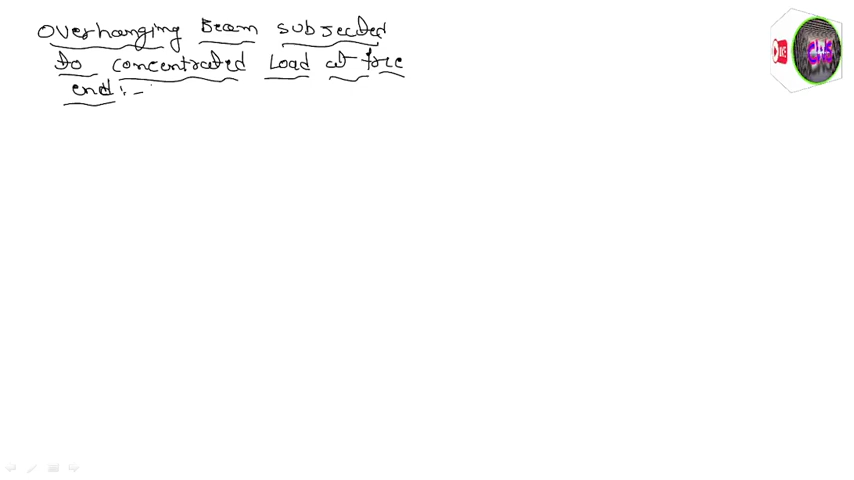 Overhanging Beam subjected
to concentrated Load at free
end :-